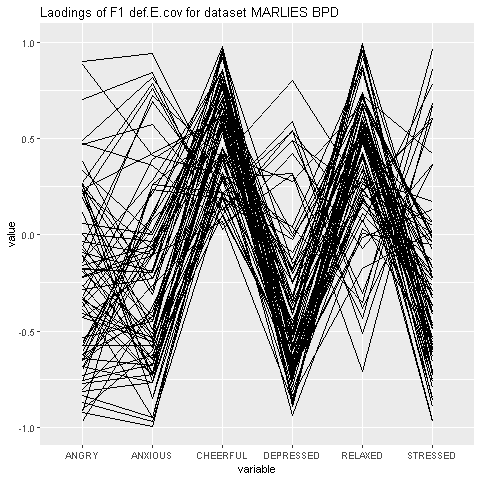 Laodings of F1 def.E.cov for dataset MARLIES BPD
1.0
0.5
0.0
-0.5
-1.0
value
ANGRY ANXIOUS CHEERFUL DEPRESSED RELAXED STRESSED
variable